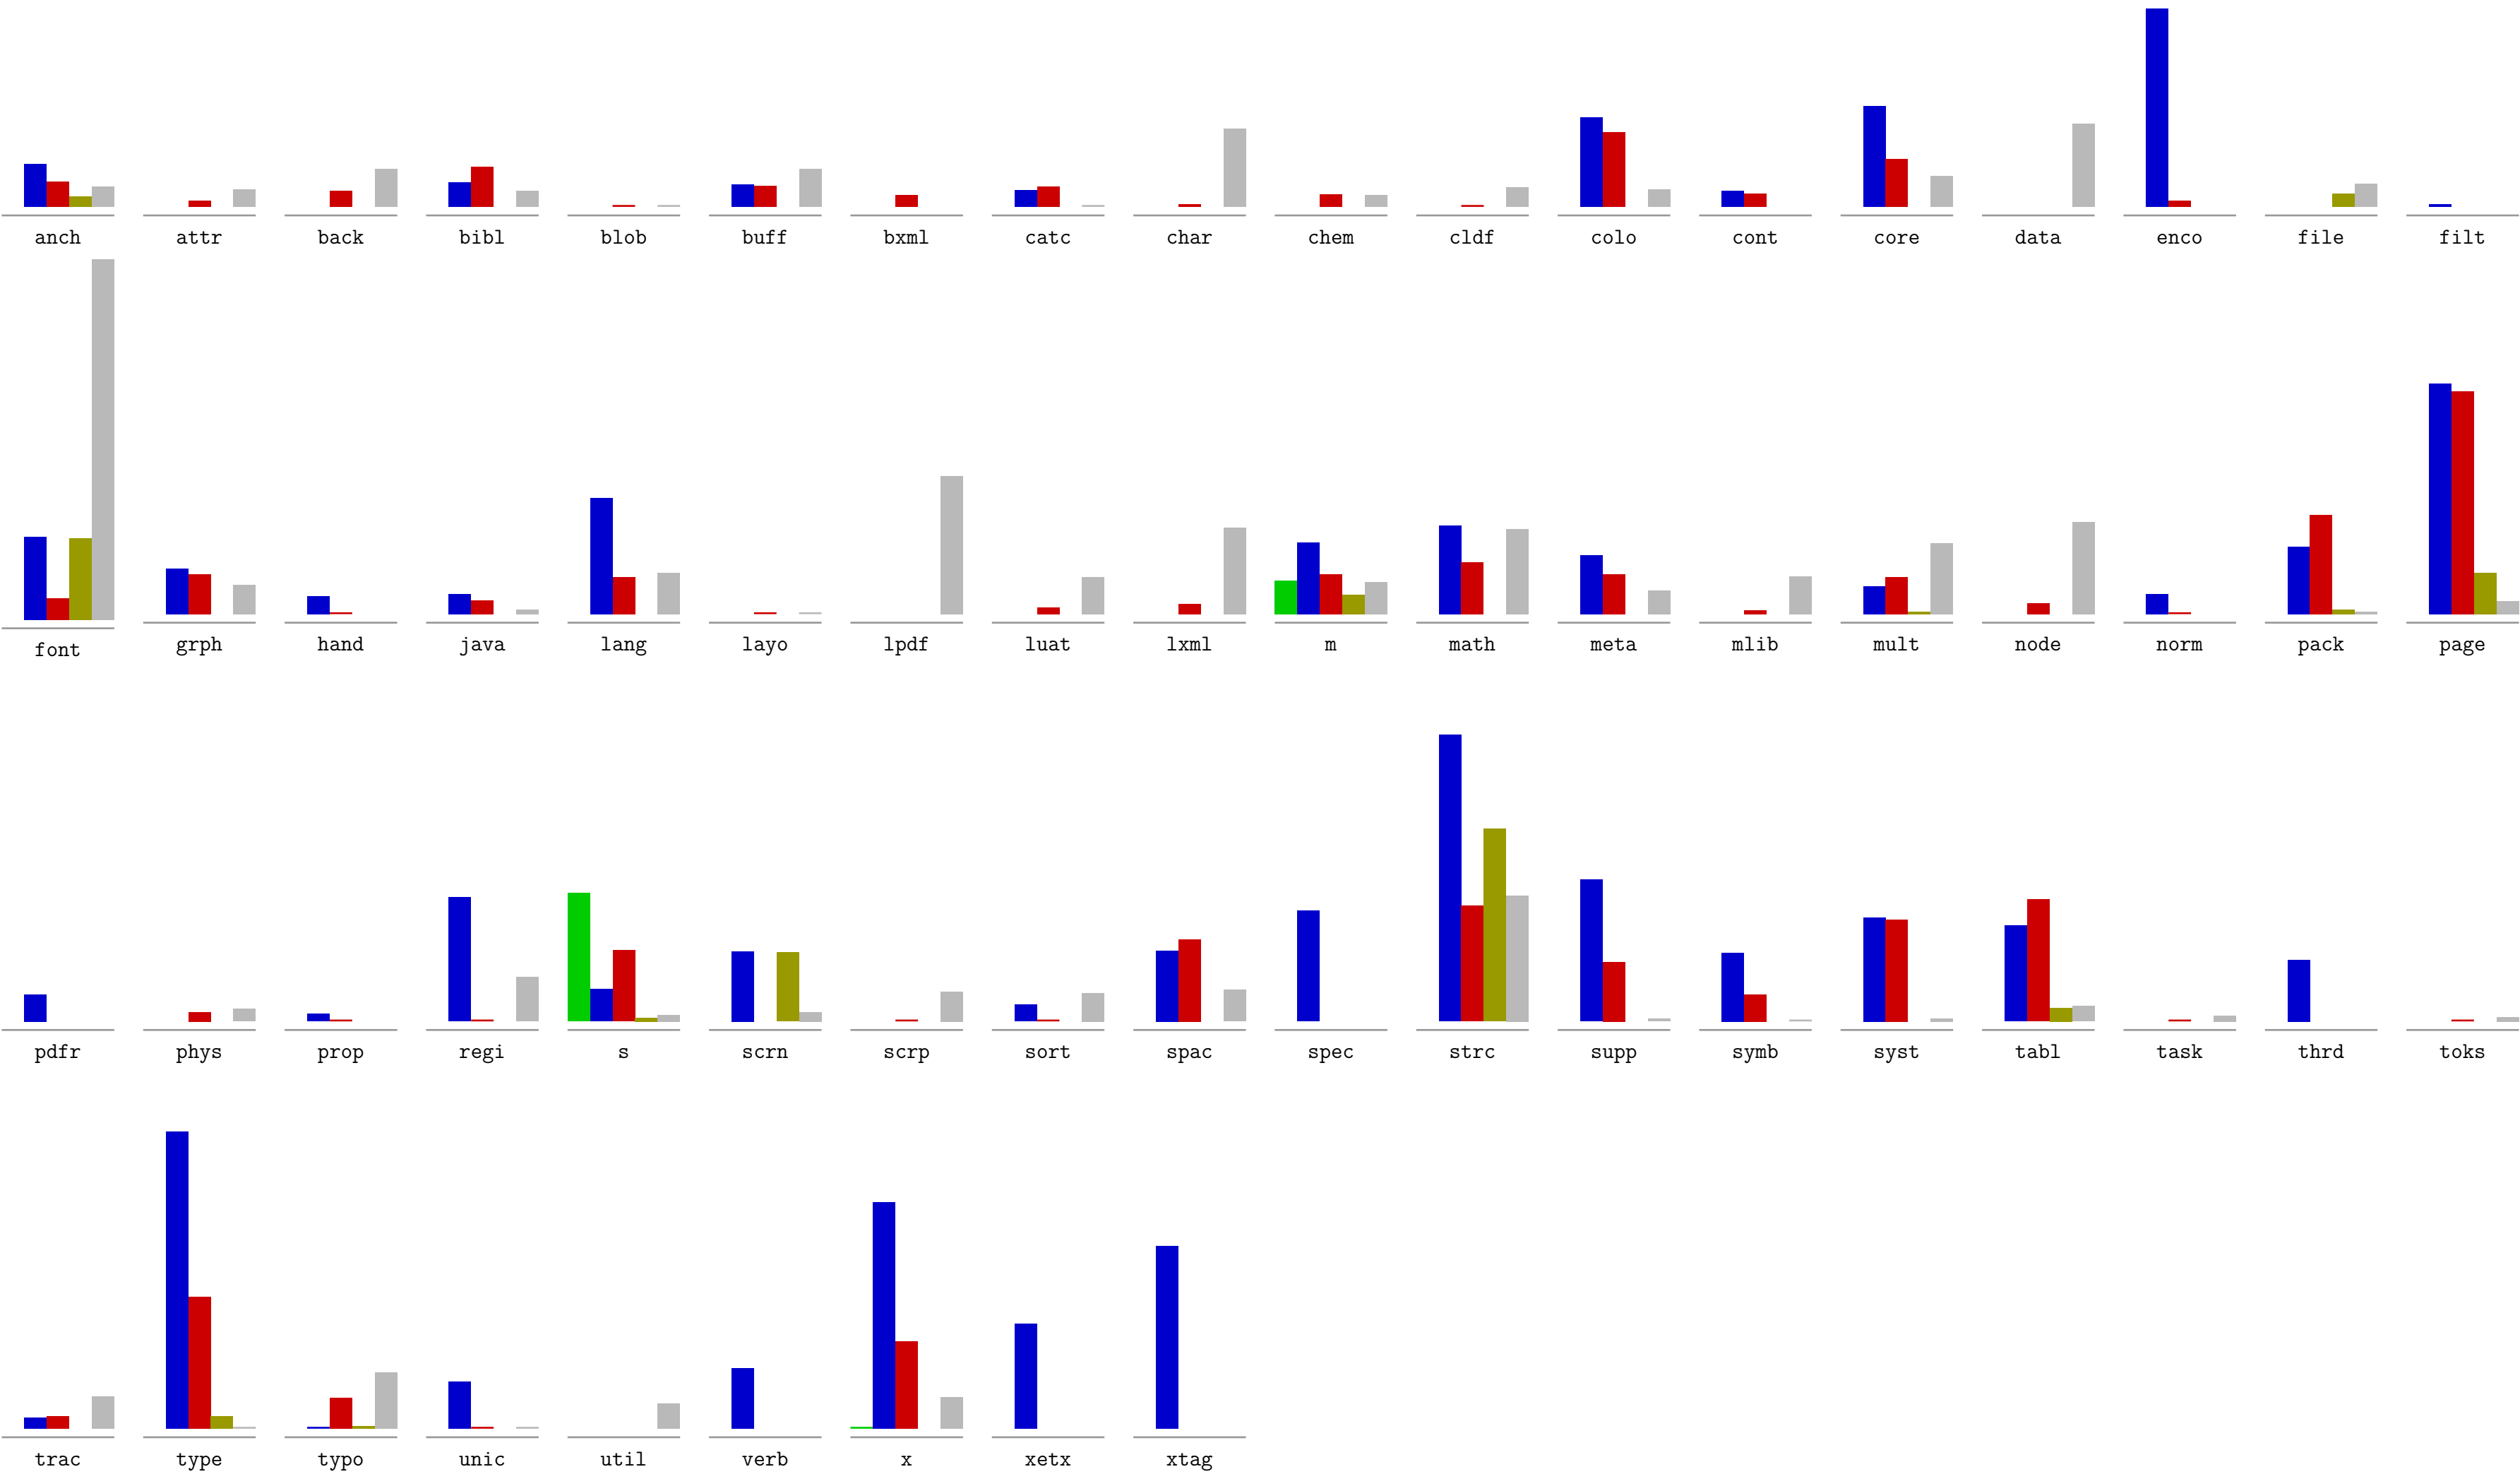 anch attr back bibl blob buff bxml catc char chem cldf colo cont core data enco file filt
font grph hand java lang layo lpdf luat lxml m math meta mlib mult node norm pack page
pdfr phys prop regi s scrn scrp sort spac spec strc supp symb syst tabl task thrd toks
trac type typo unic util verb x xetx xtag